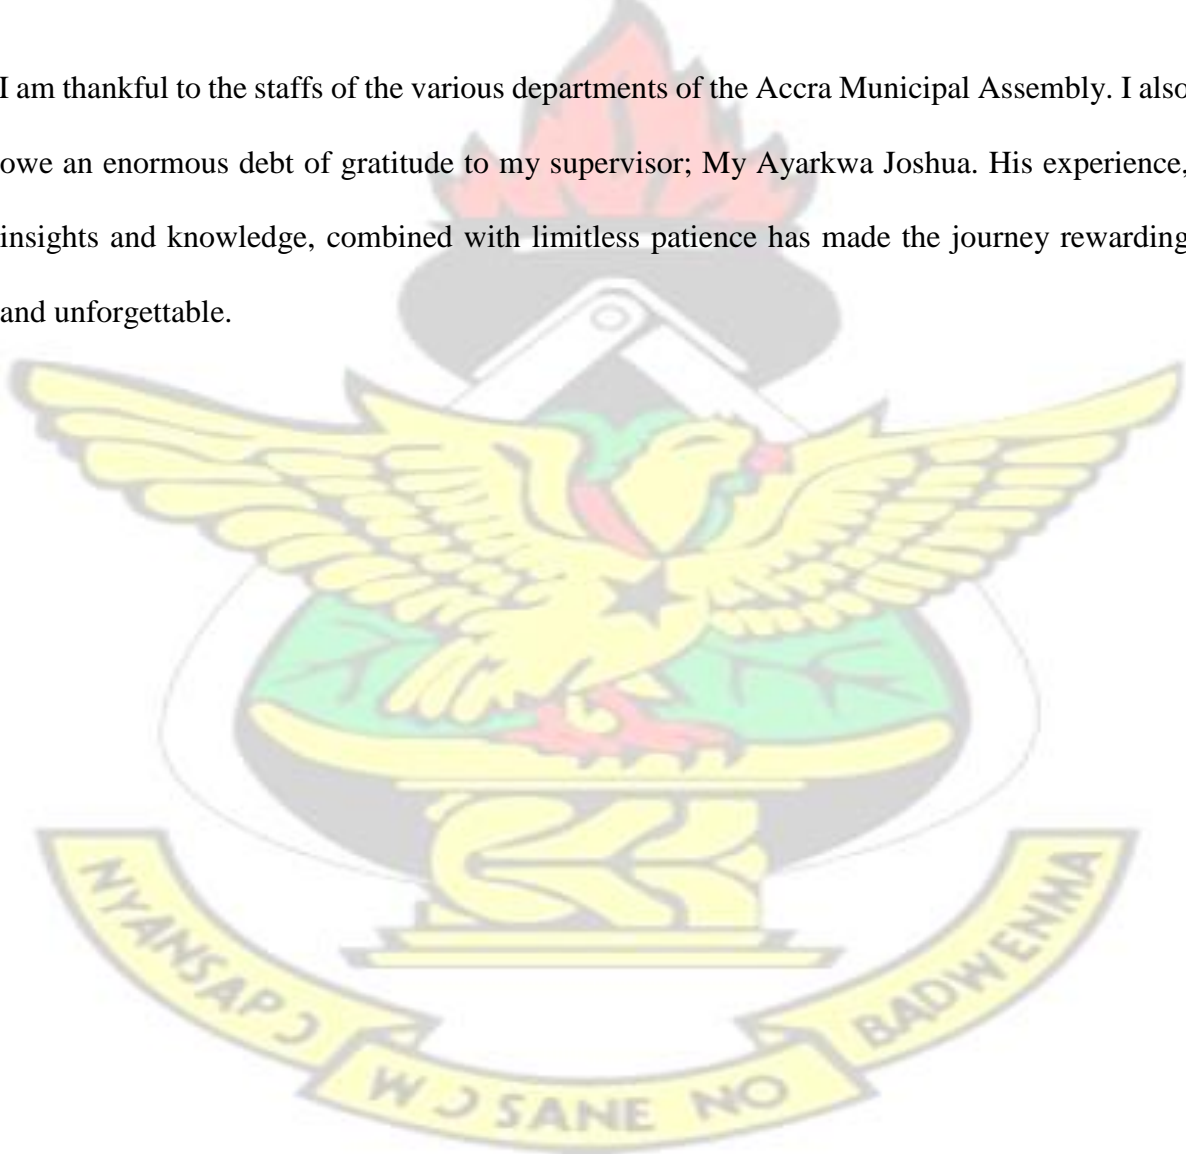 I am thankful to the staffs of the various departments of the Accra Municipal Assembly. I also
owe an enormous debt of gratitude to my supervisor; My Ayarkwa Joshua. His experience,
insights and knowledge, combined with limitless patience has made the journey rewarding
and unforgettable.
NYANSAPƆ
WƆ SANE NO
BADWENMA